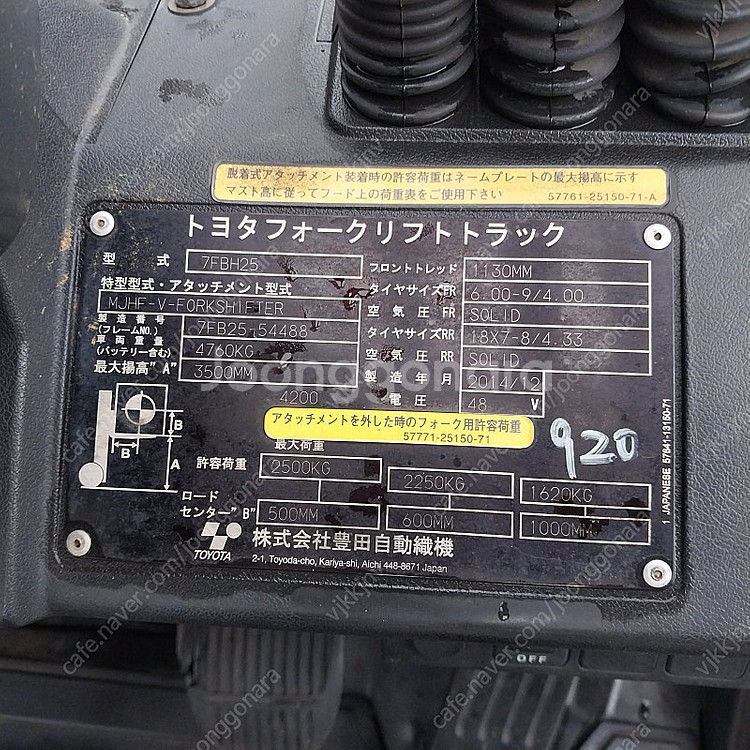 脱着式アタッチメント装着時の許容荷重はネームプレートの最大揚高に示す
マスト高に従ってフード上の荷重表をご使用下さい 57761-25150-71-A
トヨタフォークリフトトラック
型式 7FBH25 フロントトレッド 1130MM
特型型式・アタッチメント型式 タイヤサイズFR 6.00-9/4.00
MJHF-V-FORKSHIFTER 空気圧 FR SOLID
製造番号(フレームNO.) 7FB25-54488 タイヤサイズRR 18X7-8/4.33
車両重量(バッテリー含む) 4760KG 空気圧 RR SOLID
最大揚高"A" 3500MM 製造年月 2014/12
4200 電圧 48 V
アタッチメントを外した時のフォーク用許容荷重
57771-25150-71
920
B
B
A
最大荷重
許容荷重 2500KG 2250KG 1620KG
ロードセンター"B" 500MM 600MM 1000MM
TOYOTA 株式会社豊田自動織機
2-1, Toyoda-cho, Kariya-shi, Aichi 448-8671 Japan
1 JAPANESE 57641-13150-71
OFF
Joonggonara
cafe.naver.com/joonggonara